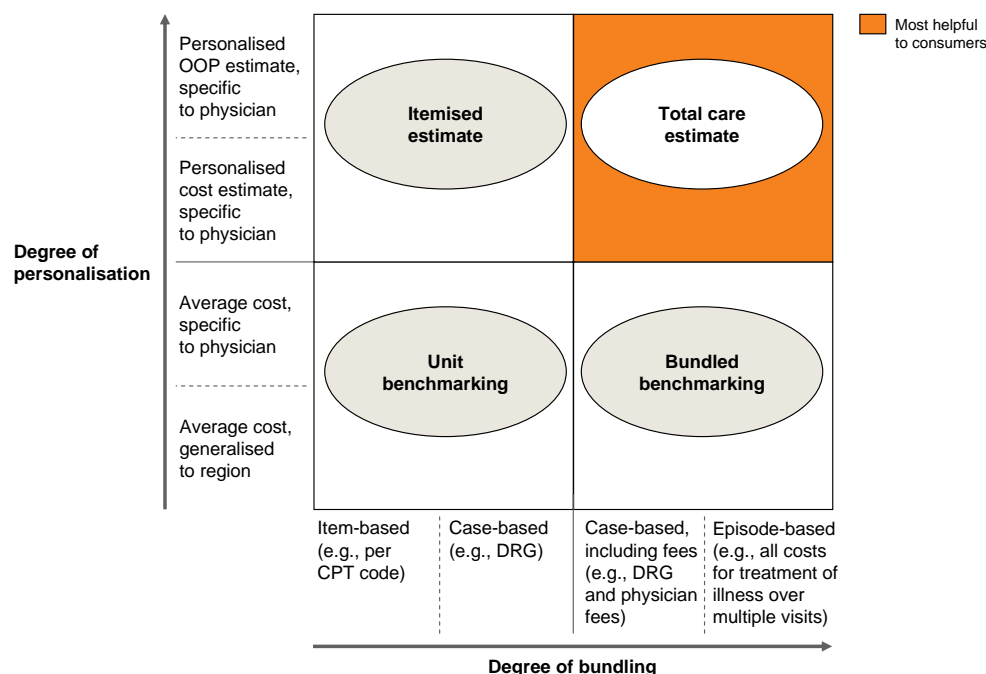 Most helpful
to consumers
Personalised
OOP estimate,
specific
to physician
Itemised
estimate
Total care
estimate
Personalised
cost estimate,
specific
to physician
Degree of
personalisation
Average cost,
specific
to physician
Unit
benchmarking
Bundled
benchmarking
Average cost,
generalised
to region
Item-based
(e.g., per
CPT code)
Case-based
(e.g., DRG)
Case-based,
including fees
(e.g., DRG
and physician
fees)
Episode-based
(e.g., all costs
for treatment of
illness over
multiple visits)
Degree of bundling